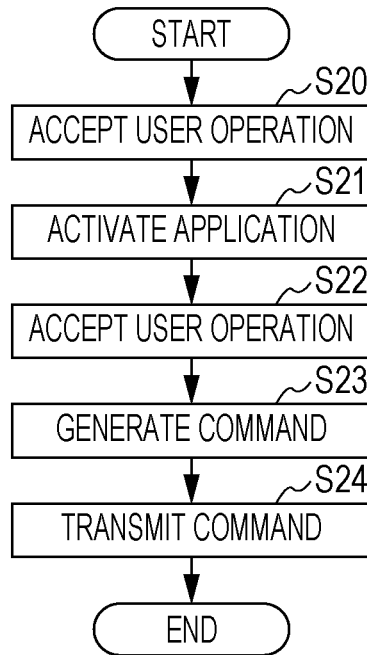 START
S20
ACCEPT USER OPERATION
S21
ACTIVATE APPLICATION
S22
ACCEPT USER OPERATION
S23
GENERATE COMMAND
S24
TRANSMIT COMMAND
END